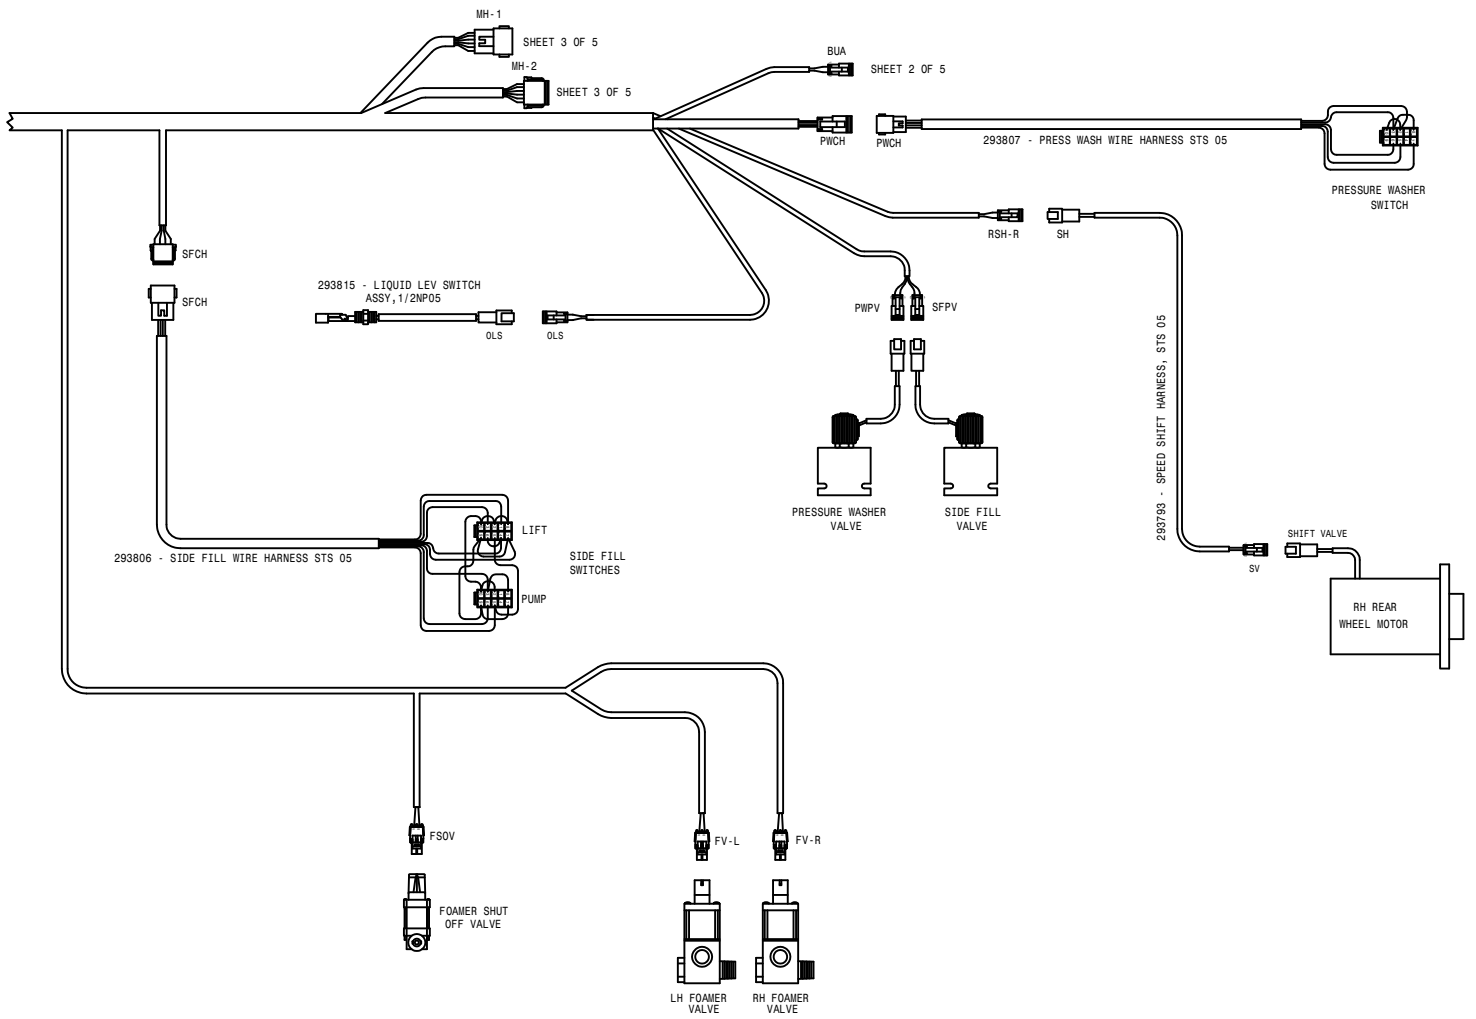 MH-1
SHEET 3 OF 5
MH-2
SHEET 3 OF 5
BUA
SHEET 2 OF 5
PWCH
PWCH
293807 - PRESS WASH WIRE HARNESS STS 05
PRESSURE WASHER
SWITCH
RSH-R
SH
SFCH
SFCH
293815 - LIQUID LEV SWITCH
ASSY,1/2NP05
OLS
OLS
PWPV
SFPV
293793 - SPEED SHIFT HARNESS, STS 05
PRESSURE WASHER
VALVE
SIDE FILL
VALVE
LIFT
293806 - SIDE FILL WIRE HARNESS STS 05
SIDE FILL
SWITCHES
PUMP
SHIFT VALVE
SV
RH REAR
WHEEL MOTOR
FSOV
FV-L
FV-R
FOAMER SHUT
OFF VALVE
LH FOAMER
VALVE
RH FOAMER
VALVE